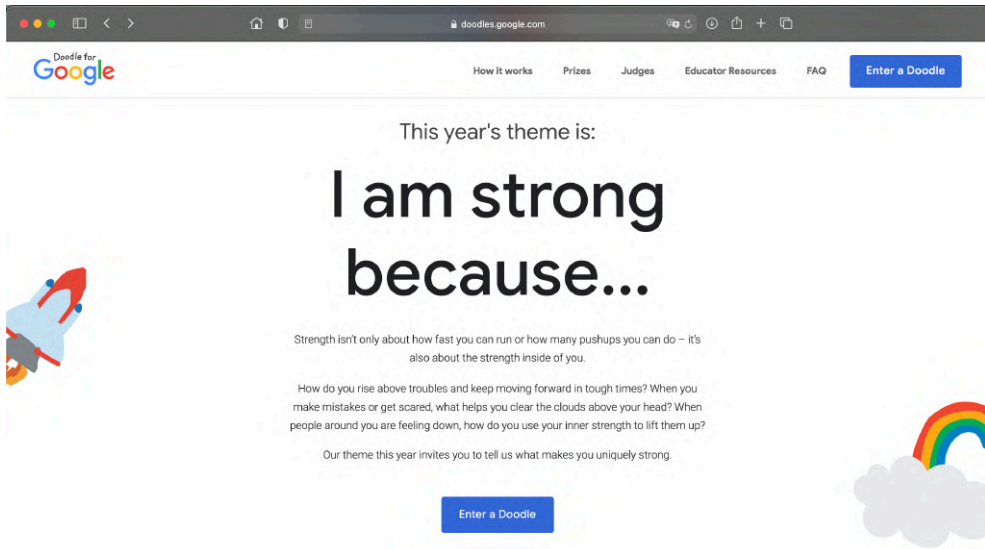 doodles.google.com
Doodle for
Google
How it works Prizes Judges Educator Resources FAQ Enter a Doodle
This year's theme is:
I am strong
because...
Strength isn't only about how fast you can run or how many pushups you can do – it's
also about the strength inside of you.
How do you rise above troubles and keep moving forward in tough times? When you
make mistakes or get scared, what helps you clear the clouds above your head? When
people around you are feeling down, how do you use your inner strength to lift them up?
Our theme this year invites you to tell us what makes you uniquely strong.
Enter a Doodle